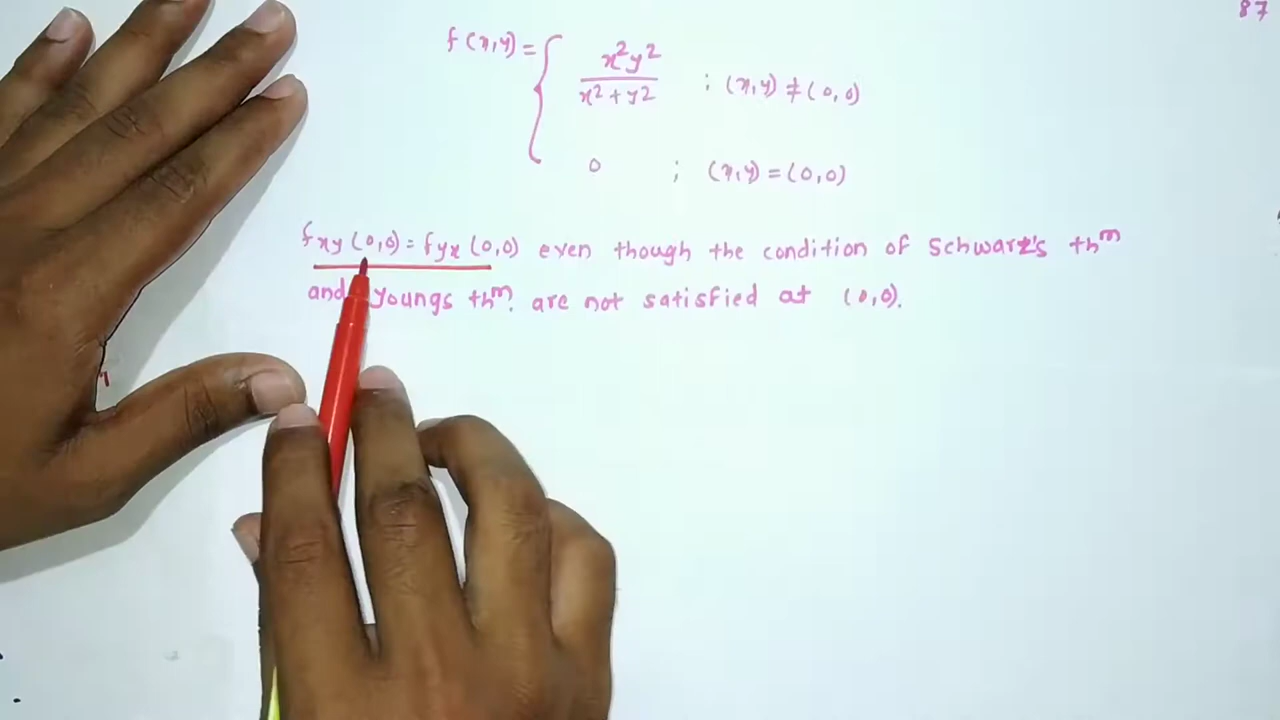 87
f(x,y) = { x²y² / x²+y² ; (x,y) ≠ (0,0)
0 ; (x,y) = (0,0)
fxy (0,0) = fyx (0,0) even though the condition of Schwartz's thm
and youngs thm. are not satisfied at (0,0).